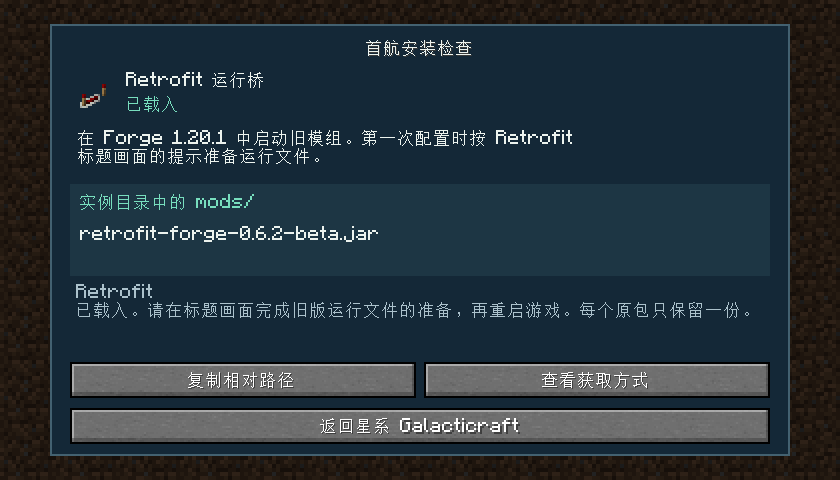 首航安装检查
Retrofit 运行桥
已载入
在 Forge 1.20.1 中启动旧模组。第一次配置时按 Retrofit
标题画面的提示准备运行文件。
实例目录中的 mods/
retrofit-forge-0.6.2-beta.jar
Retrofit
已载入。请在标题画面完成旧版运行文件的准备，再重启游戏。每个原包只保留一份。
复制相对路径
查看获取方式
返回星系 Galacticraft